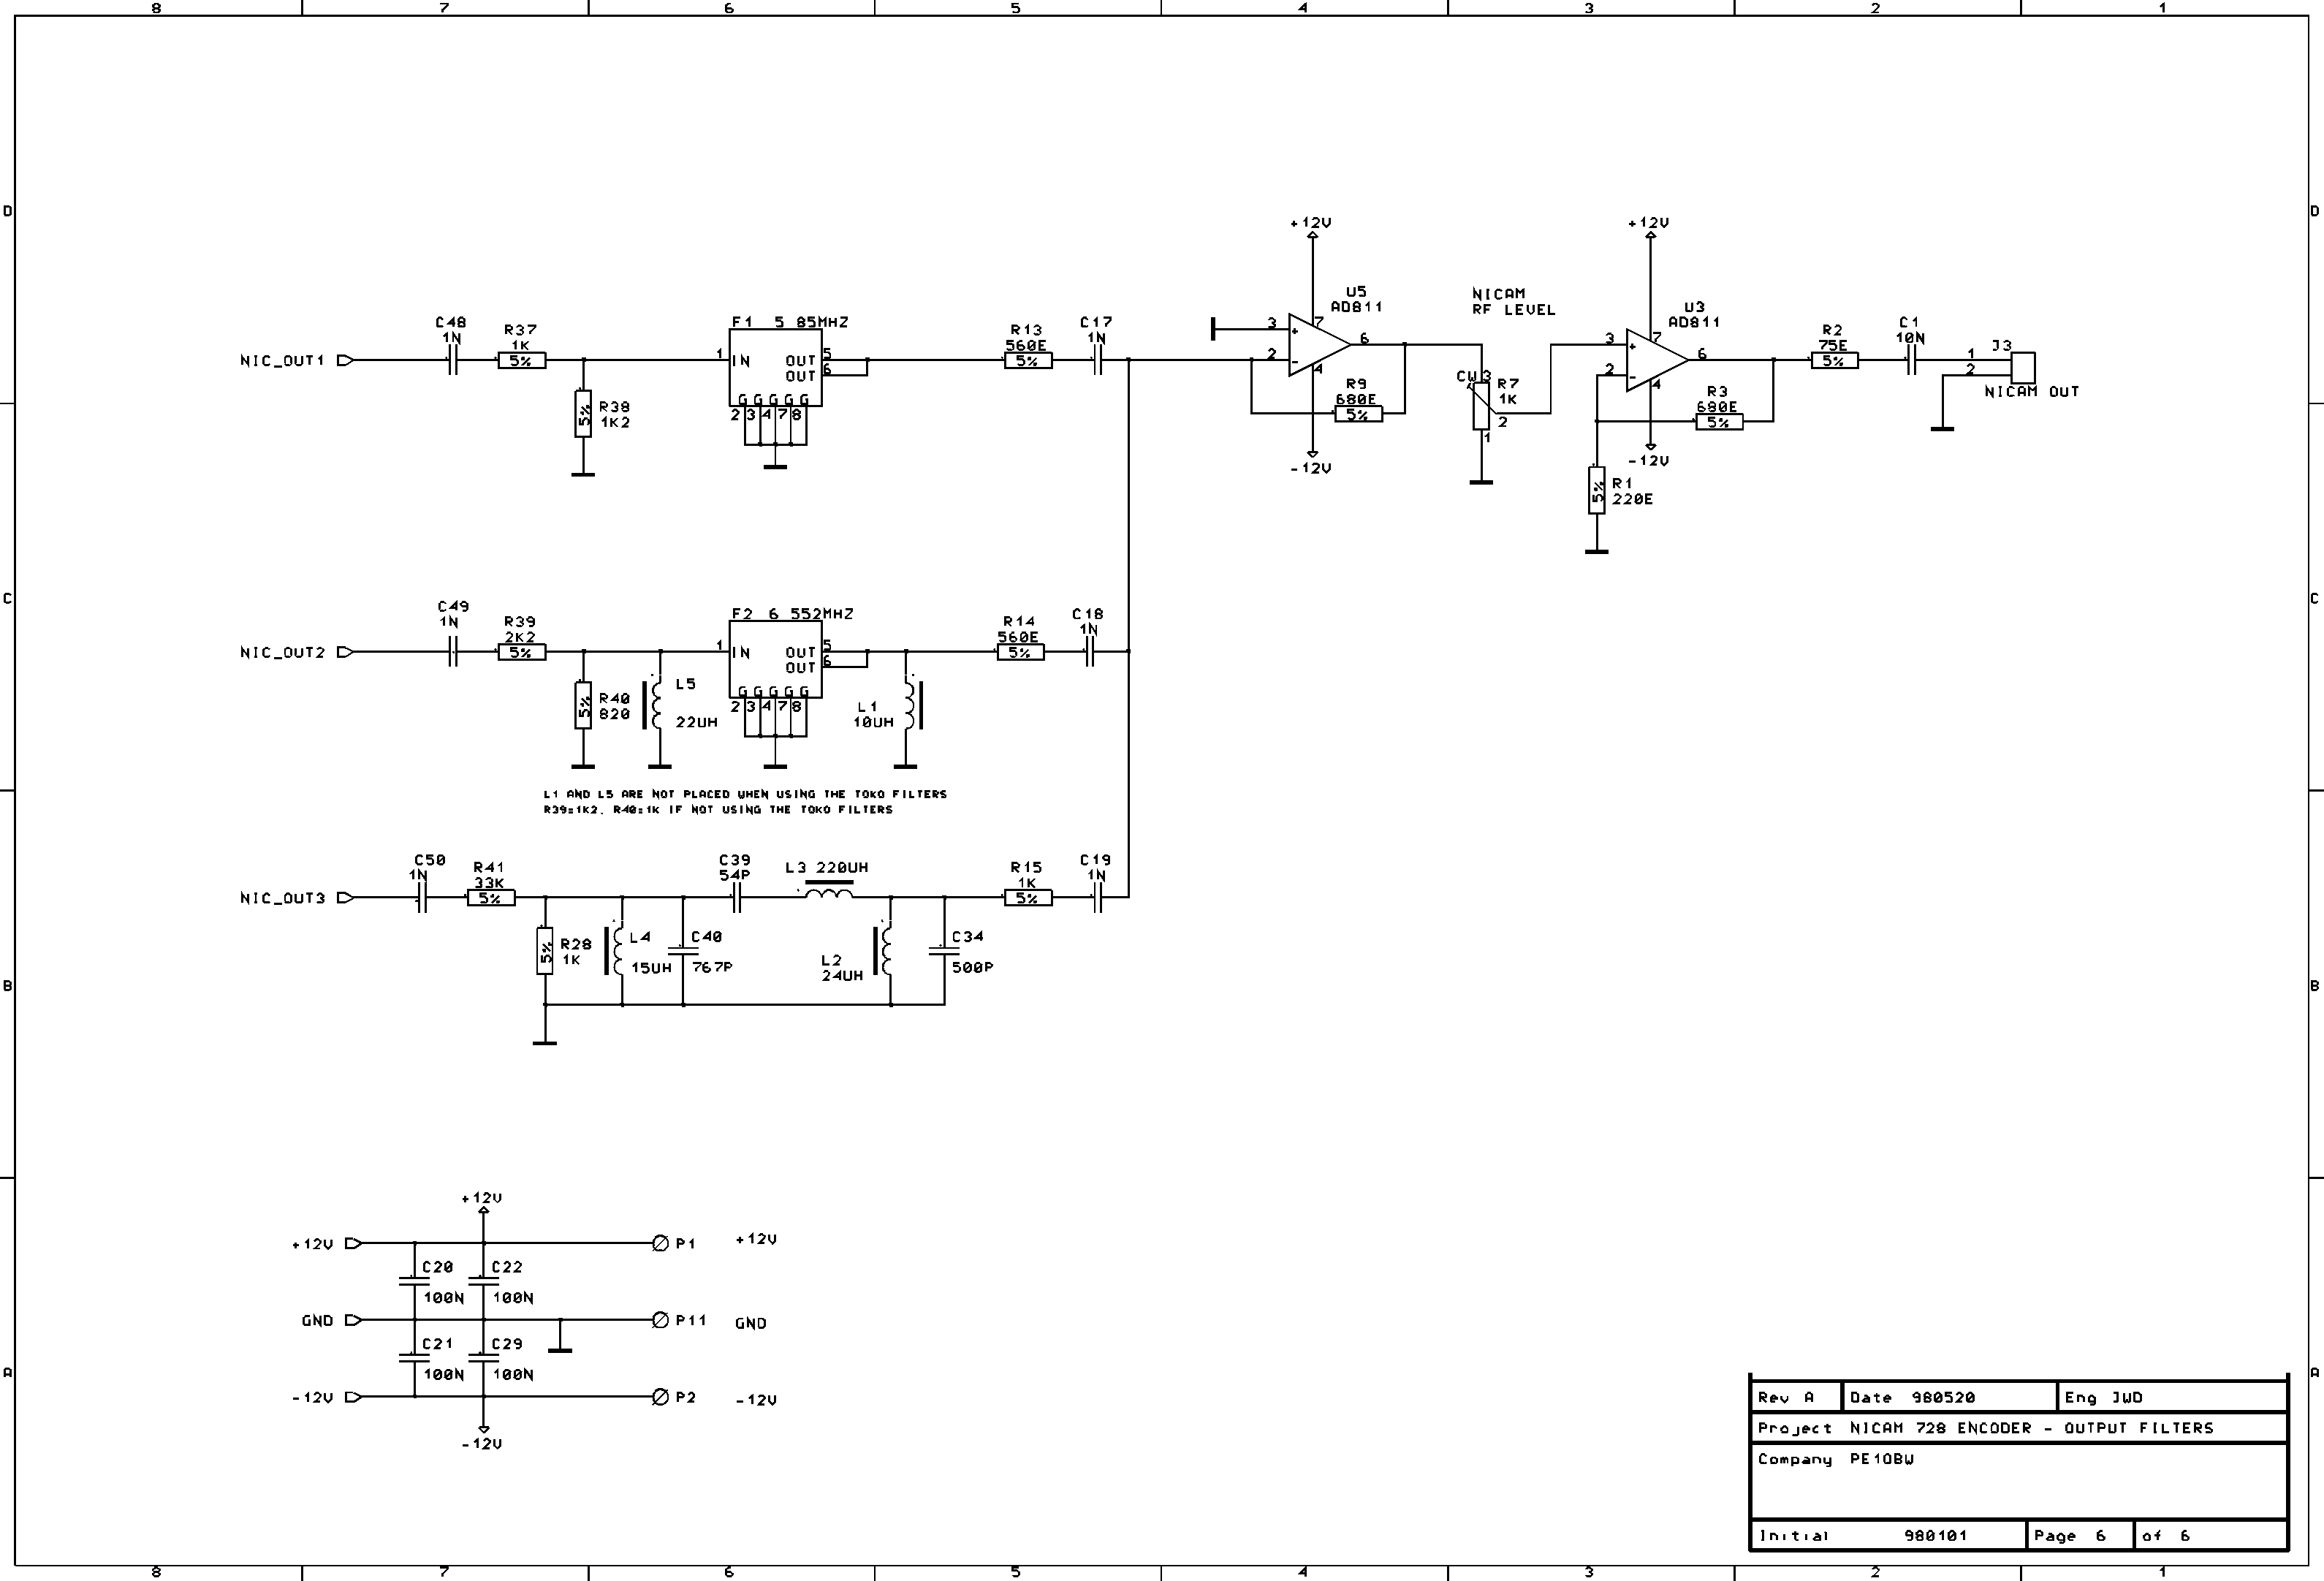 8 7 6 5 4 3 2 1
D D
+12V +12V
U5
AD811
NICAM
RF LEVEL
U3
AD811
C48
1N
R37
1K
5%
F1 5 85MHZ
R13
560E
5%
C17
1N
R2
75E
5%
C1
10N
J3
NIC_OUT1
1 IN
OUT 5
OUT 6
G G G G G
2 3 4 7 8
R38
1K2
5%
3 + 7
2 - 4
6
R9
680E
5%
-12V
CW 3
R7
1K
2
1
3 + 7
2 - 4
6
R3
680E
5%
-12V
R1
220E
5%
1
2
NICAM OUT
C C
C49
1N
R39
2K2
5%
F2 6 552MHZ
R14
560E
5%
C18
1N
NIC_OUT2
1 IN
OUT 5
OUT 6
G G G G G
2 3 4 7 8
R40
820
5%
L5
22UH
L1
10UH
L1 AND L5 ARE NOT PLACED WHEN USING THE TOKO FILTERS
R39=1K2, R40=1K IF NOT USING THE TOKO FILTERS
C50
1N
R41
33K
5%
C39
54P
L3 220UH
R15
1K
5%
C19
1N
NIC_OUT3
R28
1K
5%
L4
15UH
C40
767P
L2
24UH
C34
500P
B B
+12V
+12V P1 +12V
C20
100N
C22
100N
GND P11 GND
C21
100N
C29
100N
-12V P2 -12V
-12V
A A
Rev A Date 980520 Eng JWD
Project NICAM 728 ENCODER - OUTPUT FILTERS
Company PE1OBW
Initial 980101 Page 6 of 6
8 7 6 5 4 3 2 1